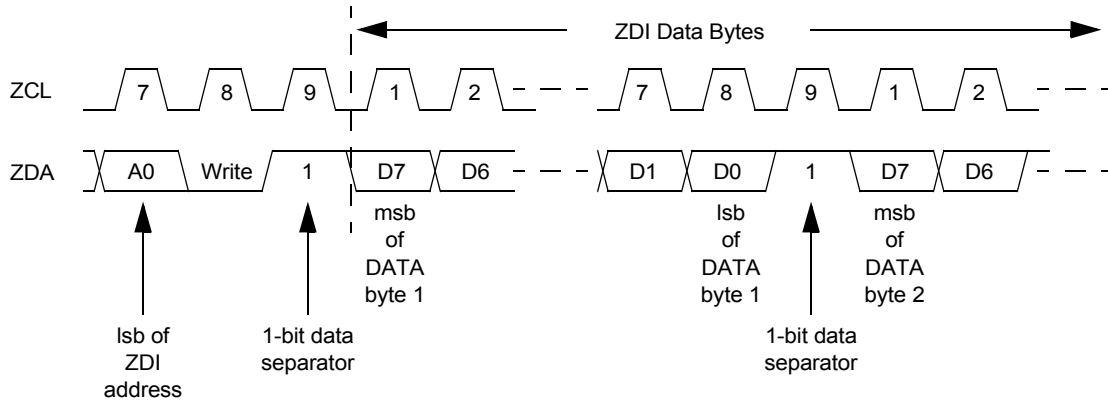 ZDI Data Bytes
ZCL 7 8 9 1 2 7 8 9 1 2
ZDA A0 Write 1 D7 D6 D1 D0 1 D7 D6
msb
of
DATA
byte 1
lsb
of
DATA
byte 1
msb
of
DATA
byte 2
lsb of
ZDI
address
1-bit data
separator
1-bit data
separator